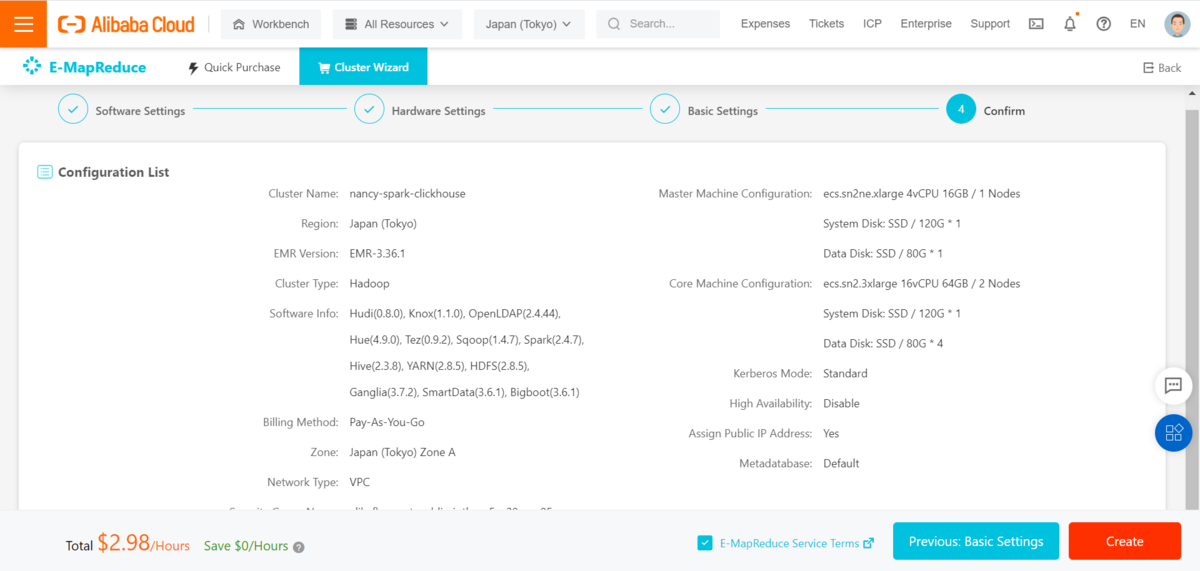 Alibaba Cloud
Workbench
All Resources
Japan (Tokyo)
Search...
Expenses
Tickets
ICP
Enterprise
Support
EN
E-MapReduce
Quick Purchase
Cluster Wizard
Back
Software Settings
Hardware Settings
Basic Settings
4
Confirm
Configuration List
Cluster Name: nancy-spark-clickhouse
Region: Japan (Tokyo)
EMR Version: EMR-3.36.1
Cluster Type: Hadoop
Software Info: Hudi(0.8.0), Knox(1.1.0), OpenLDAP(2.4.44),
Hue(4.9.0), Tez(0.9.2), Sqoop(1.4.7), Spark(2.4.7),
Hive(2.3.8), YARN(2.8.5), HDFS(2.8.5),
Ganglia(3.7.2), SmartData(3.6.1), Bigboot(3.6.1)
Billing Method: Pay-As-You-Go
Zone: Japan (Tokyo) Zone A
Network Type: VPC
Master Machine Configuration: ecs.sn2ne.xlarge 4vCPU 16GB / 1 Nodes
System Disk: SSD / 120G * 1
Data Disk: SSD / 80G * 1
Core Machine Configuration: ecs.sn2.3xlarge 16vCPU 64GB / 2 Nodes
System Disk: SSD / 120G * 1
Data Disk: SSD / 80G * 4
Kerberos Mode: Standard
High Availability: Disable
Assign Public IP Address: Yes
Metadatabase: Default
Total $2.98/Hours Save $0/Hours
E-MapReduce Service Terms
Previous: Basic Settings
Create